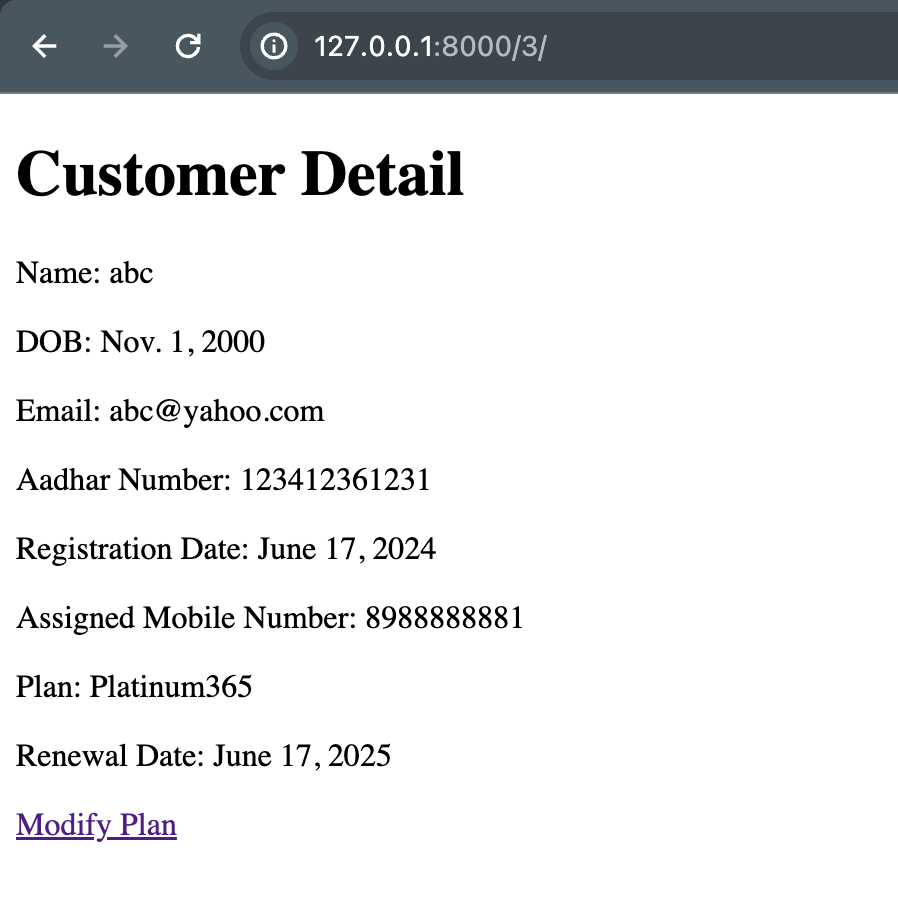 127.0.0.1:8000/3/
Customer Detail
Name: abc
DOB: Nov. 1, 2000
Email: abc@yahoo.com
Aadhar Number: 123412361231
Registration Date: June 17, 2024
Assigned Mobile Number: 8988888881
Plan: Platinum365
Renewal Date: June 17, 2025
Modify Plan